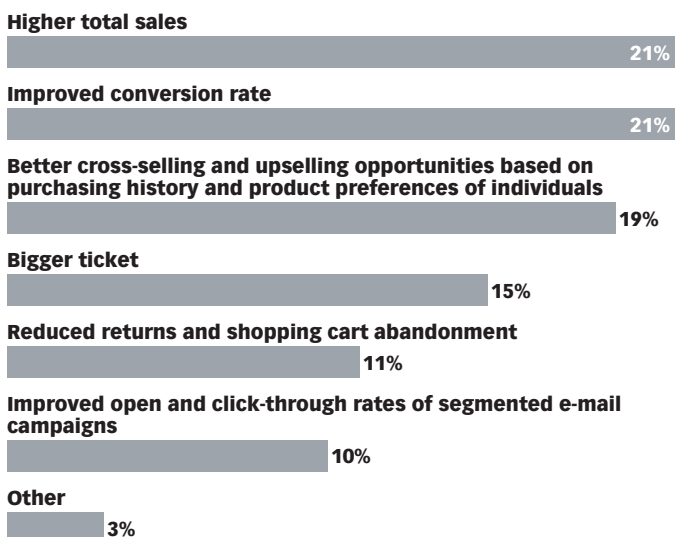 Higher total sales
21%
Improved conversion rate
21%
Better cross-selling and upselling opportunities based on
purchasing history and product preferences of individuals
19%
Bigger ticket
15%
Reduced returns and shopping cart abandonment
11%
Improved open and click-through rates of segmented e-mail
campaigns
10%
Other
3%